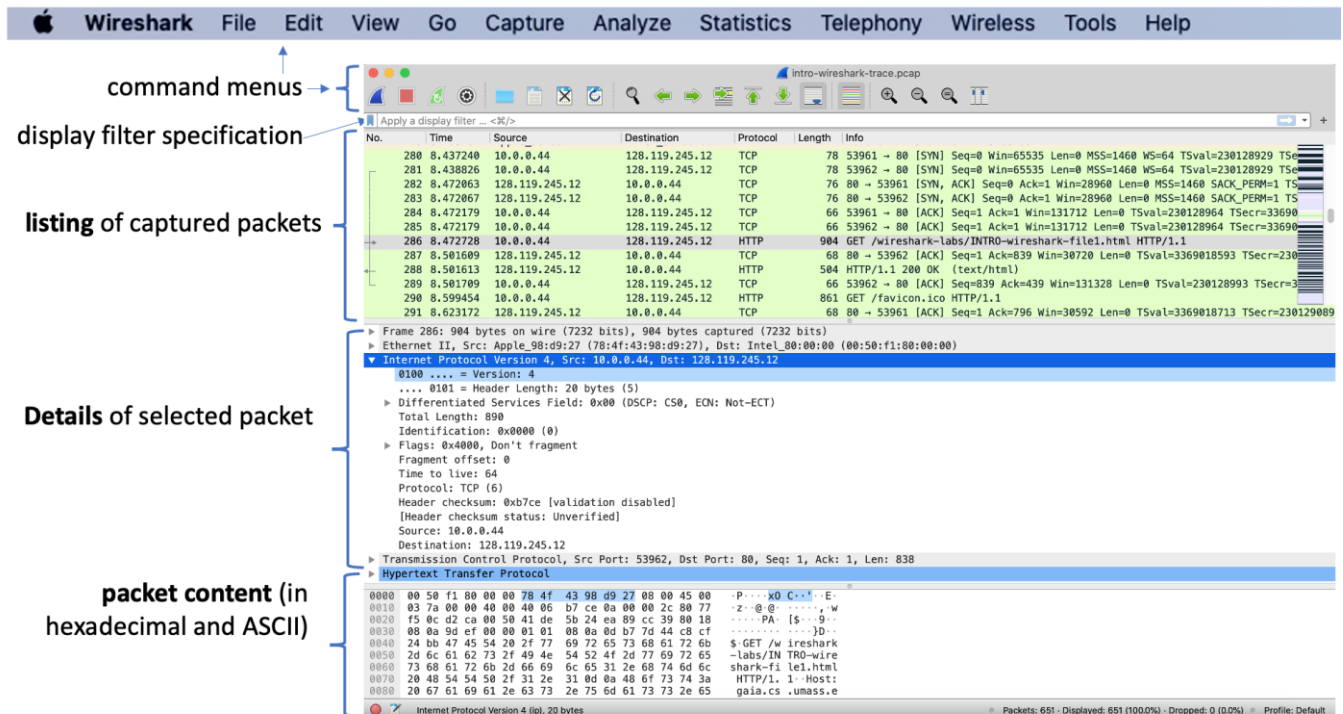 Wireshark File Edit View Go Capture Analyze Statistics Telephony Wireless Tools Help
command menus
intro-wireshark-trace.pcap
display filter specification
Apply a display filter ... <⌘/>
+
No. Time Source Destination Protocol Length Info
280 8.437240 10.0.0.44 128.119.245.12 TCP 78 53961 → 80 [SYN] Seq=0 Win=65535 Len=0 MSS=1460 WS=64 TSval=230128929 TSe
281 8.438826 10.0.0.44 128.119.245.12 TCP 78 53962 → 80 [SYN] Seq=0 Win=65535 Len=0 MSS=1460 WS=64 TSval=230128929 TSe
282 8.472063 128.119.245.12 10.0.0.44 TCP 76 80 → 53961 [SYN, ACK] Seq=0 Ack=1 Win=28960 Len=0 MSS=1460 SACK_PERM=1 TS
283 8.472067 128.119.245.12 10.0.0.44 TCP 76 80 → 53962 [SYN, ACK] Seq=0 Ack=1 Win=28960 Len=0 MSS=1460 SACK_PERM=1 TS
284 8.472179 10.0.0.44 128.119.245.12 TCP 66 53961 → 80 [ACK] Seq=1 Ack=1 Win=131712 Len=0 TSval=230128964 TSecr=33690
285 8.472179 10.0.0.44 128.119.245.12 TCP 66 53962 → 80 [ACK] Seq=1 Ack=1 Win=131712 Len=0 TSval=230128964 TSecr=33690
286 8.472728 10.0.0.44 128.119.245.12 HTTP 904 GET /wireshark-labs/INTRO-wireshark-file1.html HTTP/1.1
287 8.501609 128.119.245.12 10.0.0.44 TCP 68 80 → 53962 [ACK] Seq=1 Ack=839 Win=30720 Len=0 TSval=3369018593 TSecr=230
288 8.501613 128.119.245.12 10.0.0.44 HTTP 504 HTTP/1.1 200 OK (text/html)
289 8.501709 10.0.0.44 128.119.245.12 TCP 66 53962 → 80 [ACK] Seq=839 Ack=439 Win=131328 Len=0 TSval=230128993 TSecr=3
290 8.599454 10.0.0.44 128.119.245.12 HTTP 861 GET /favicon.ico HTTP/1.1
291 8.623172 128.119.245.12 10.0.0.44 TCP 68 80 → 53961 [ACK] Seq=1 Ack=796 Win=30592 Len=0 TSval=3369018713 TSecr=230129089
listing of captured packets
Frame 286: 904 bytes on wire (7232 bits), 904 bytes captured (7232 bits)
Ethernet II, Src: Apple_98:d9:27 (78:4f:43:98:d9:27), Dst: Intel_80:00:00 (00:50:f1:80:00:00)
Internet Protocol Version 4, Src: 10.0.0.44, Dst: 128.119.245.12
0100 .... = Version: 4
.... 0101 = Header Length: 20 bytes (5)
Differentiated Services Field: 0x00 (DSCP: CS0, ECN: Not-ECT)
Total Length: 890
Identification: 0x0000 (0)
Flags: 0x4000, Don't fragment
Fragment offset: 0
Time to live: 64
Protocol: TCP (6)
Header checksum: 0xb7ce [validation disabled]
[Header checksum status: Unverified]
Source: 10.0.0.44
Destination: 128.119.245.12
Transmission Control Protocol, Src Port: 53962, Dst Port: 80, Seq: 1, Ack: 1, Len: 838
Hypertext Transfer Protocol
Details of selected packet
packet content (in
hexadecimal and ASCII)
0000 00 50 f1 80 00 00 78 4f 43 98 d9 27 08 00 45 00 ·P····xO C··'··E·
0010 03 7a 00 00 40 00 40 06 b7 ce 0a 00 00 2c 80 77 ·z··@·@· ·····,·w
0020 f5 0c d2 ca 00 50 41 de 5b 24 ea 89 cc 39 80 18 ·····PA· [$···9··
0030 08 0a 9d ef 00 00 01 01 08 0a 0d b7 7d 44 c8 cf ········ ····}D··
0040 24 bb 47 45 54 20 2f 77 69 72 65 73 68 61 72 6b $·GET /w ireshark
0050 2d 6c 61 62 73 2f 49 4e 54 52 4f 2d 77 69 72 65 -labs/IN TRO-wire
0060 73 68 61 72 6b 2d 66 69 6c 65 31 2e 68 74 6d 6c shark-fi le1.html
0070 20 48 54 54 50 2f 31 2e 31 0d 0a 48 6f 73 74 3a HTTP/1. 1··Host:
0080 20 67 61 69 61 2e 63 73 2e 75 6d 61 73 73 2e 65 gaia.cs .umass.e
Internet Protocol Version 4 (ip), 20 bytes Packets: 651 · Displayed: 651 (100.0%) · Dropped: 0 (0.0%) Profile: Default